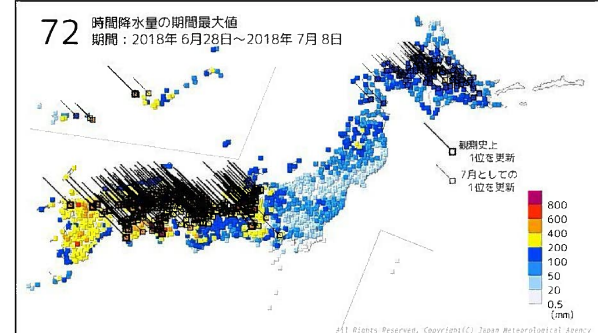 72 時間降水量の期間最大値
期間：2018年 6月28日～2018年 7月 8日
観測史上
1位を更新
7月としての
1位を更新
800
600
400
200
100
50
20
0.5
(mm)
All Rights Reserved, Copyright(C) Japan Meteorological Agency